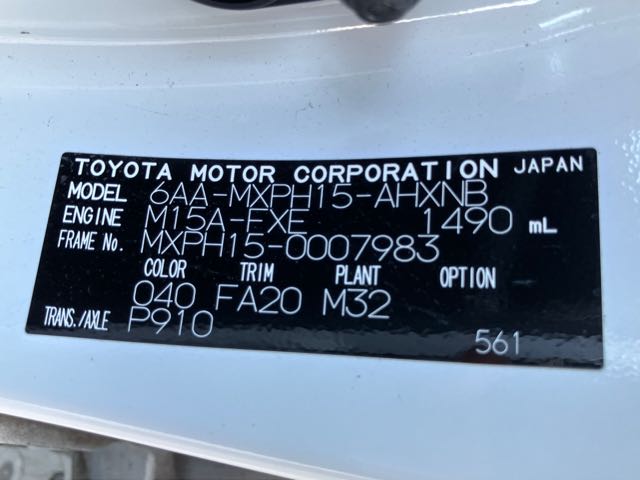 TOYOTA MOTOR CORPORATION JAPAN
MODEL 6AA-MXPH15-AHXNB
ENGINE M15A-FXE 1490 mL
FRAME No. MXPH15-0007983
COLOR TRIM PLANT OPTION
040 FA20 M32
TRANS./AXLE P910
561